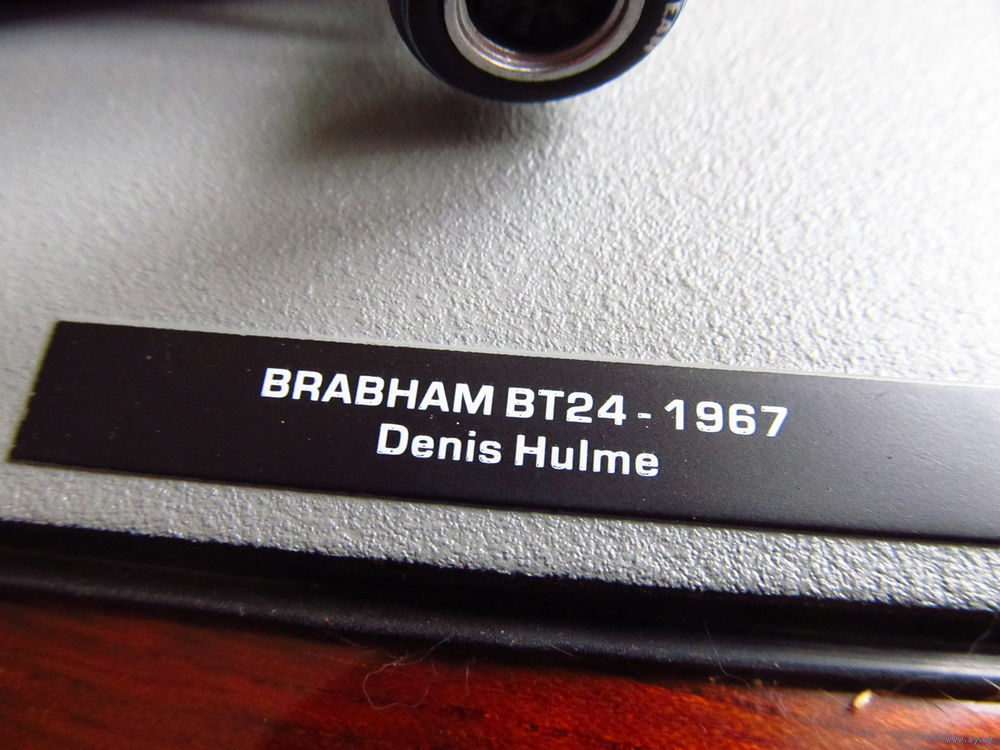 BRABHAM BT24 - 1967
Denis Hulme